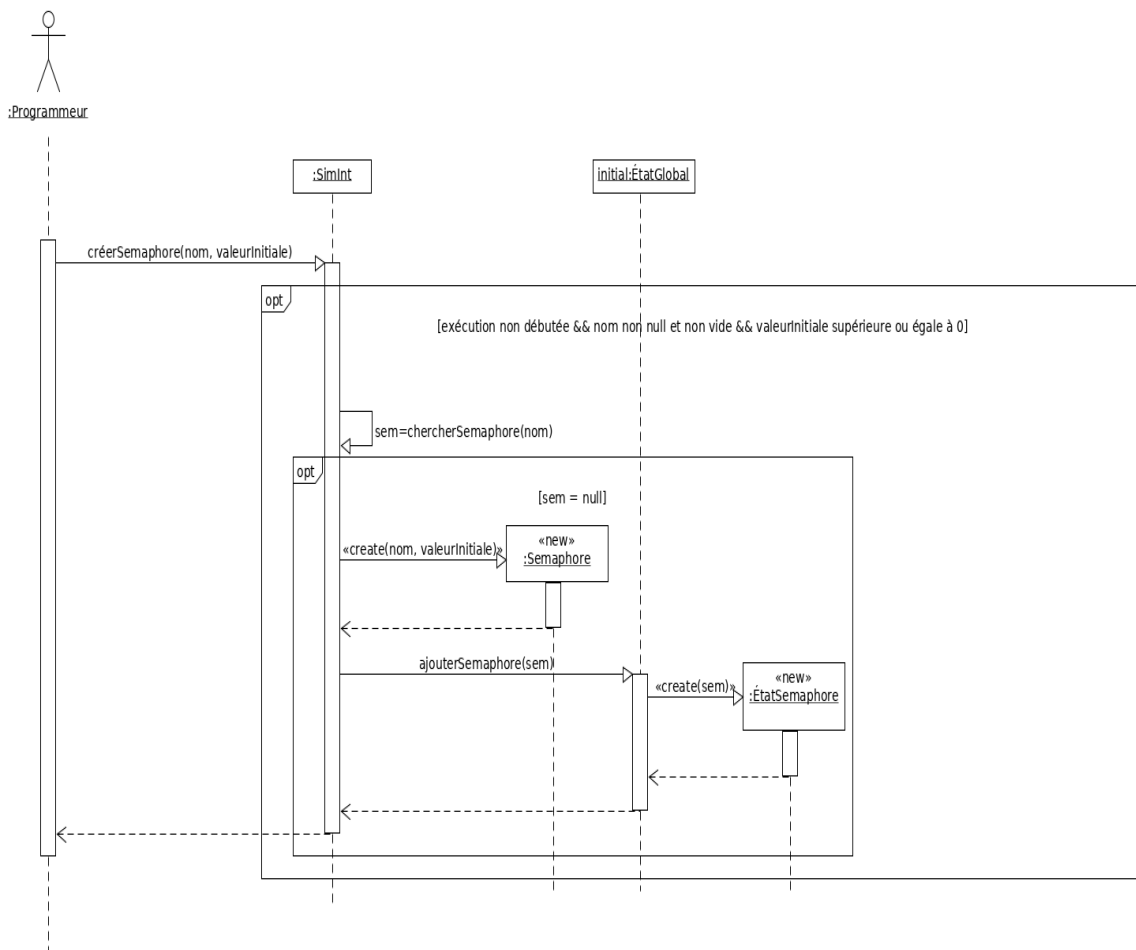 :Programmeur
:SimInt
initial:ÉtatGlobal
créerSemaphore(nom, valeurInitiale)
opt
[exécution non débutée && nom non null et non vide && valeurInitiale supérieure ou égale à 0]
sem=chercherSemaphore(nom)
opt
[sem = null]
«create(nom, valeurInitiale)»
«new»
:Semaphore
ajouterSemaphore(sem)
«create(sem)»
«new»
:ÉtatSemaphore